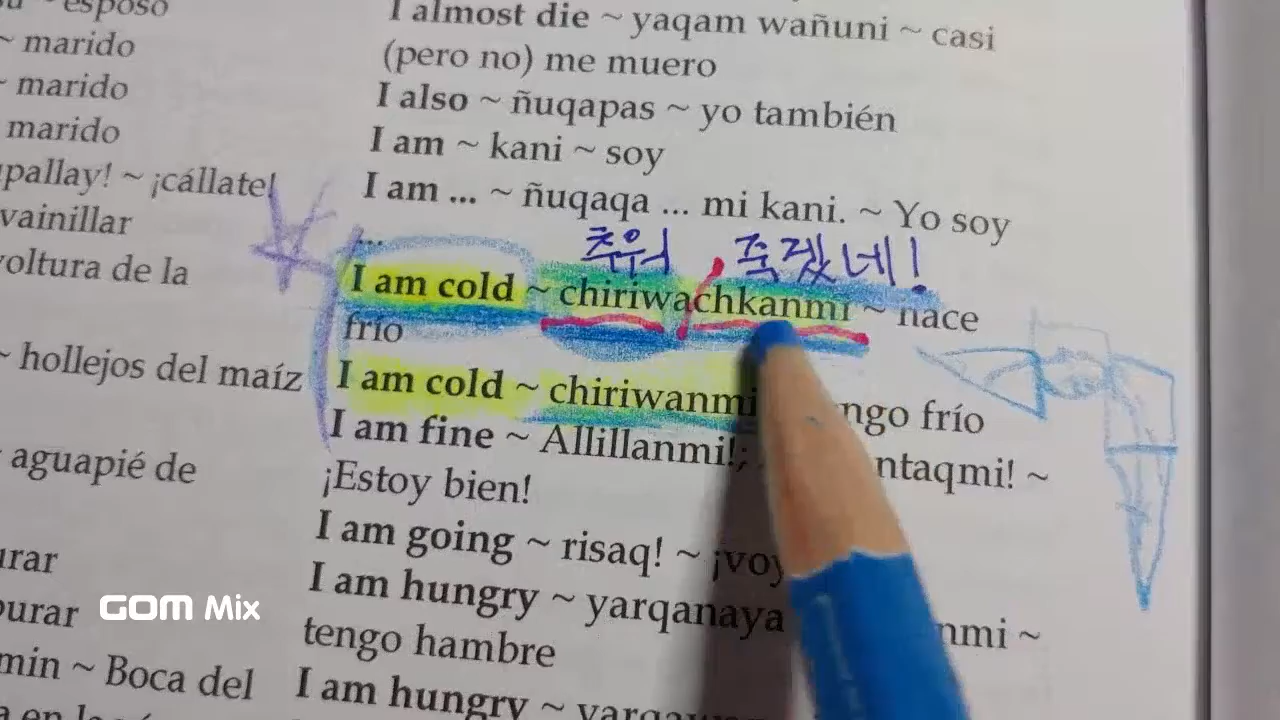 esposo
~ marido
~ marido
marido
pallay! ~ ¡cállate!
vainillar
voltura de la
~ hollejos del maíz
aguapié de
urar
purar
min ~ Boca del
I almost die ~ yaqam wañuni ~ casi
(pero no) me muero
I also ~ ñuqapas ~ yo también
I am ~ kani ~ soy
I am ... ~ ñuqaqa ... mi kani. ~ Yo soy
...
추워 죽겠네!
I am cold ~ chiriwachkanmi ~ hace
frío
I am cold ~ chiriwanmi ngo frío
I am fine ~ Allillanmi!; ntaqmi! ~
¡Estoy bien!
I am going ~ risaq! ~ ¡voy
I am hungry ~ yarqanaya nmi ~
tengo hambre
I am hungry ~
GOM Mix